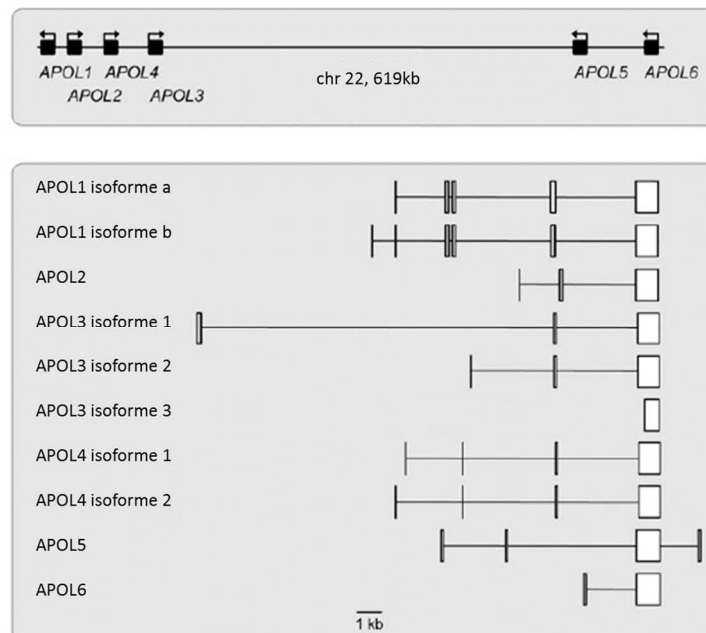 APOL1 APOL4 chr 22, 619kb APOL5 APOL6
APOL2 APOL3
APOL1 isoforme a
APOL1 isoforme b
APOL2
APOL3 isoforme 1
APOL3 isoforme 2
APOL3 isoforme 3
APOL4 isoforme 1
APOL4 isoforme 2
APOL5
APOL6
1 kb